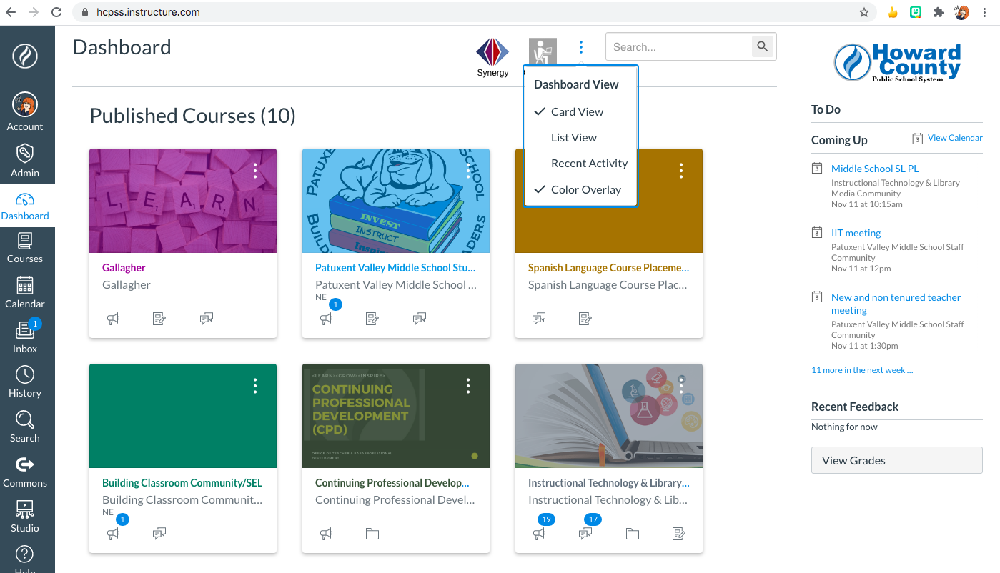 hcpss.instructure.com
Dashboard
Synergy
Search...
Howard
County
Public School System
Account
Admin
Dashboard
Courses
Calendar
1
Inbox
History
Search
Commons
Studio
Help
Dashboard View
Card View
List View
Recent Activity
Color Overlay
Published Courses (10)
LEARN
Gallagher
Gallagher
PATUXENT
SCHOOL
BUILD
ADERS
INVEST
INSTRUCT
Inspi
Patuxent Valley Middle School Stu...
Patuxent Valley Middle School ...
NE
1
Spanish Language Course Placeme...
Spanish Language Course Plac...
Building Classroom Community/SEL
Building Classroom Communit...
NE
1
<LEARN><GROW><INSPIRE>
CONTINUING
PROFESSIONAL
DEVELOPMENT
(CPD)
OFFICE OF TEACHER & PARAPROFESSIONAL
DEVELOPMENT
Continuing Professional Develop...
Continuing Professional Devel...
Instructional Technology & Library...
Instructional Technology & Lib...
19
17
To Do
Coming Up
3
View Calendar
3
Middle School SL PL
Instructional Technology & Library
Media Community
Nov 11 at 10:15am
3
IIT meeting
Patuxent Valley Middle School Staff
Community
Nov 11 at 12pm
3
New and non tenured teacher
meeting
Patuxent Valley Middle School Staff
Community
Nov 11 at 1:30pm
11 more in the next week ...
Recent Feedback
Nothing for now
View Grades